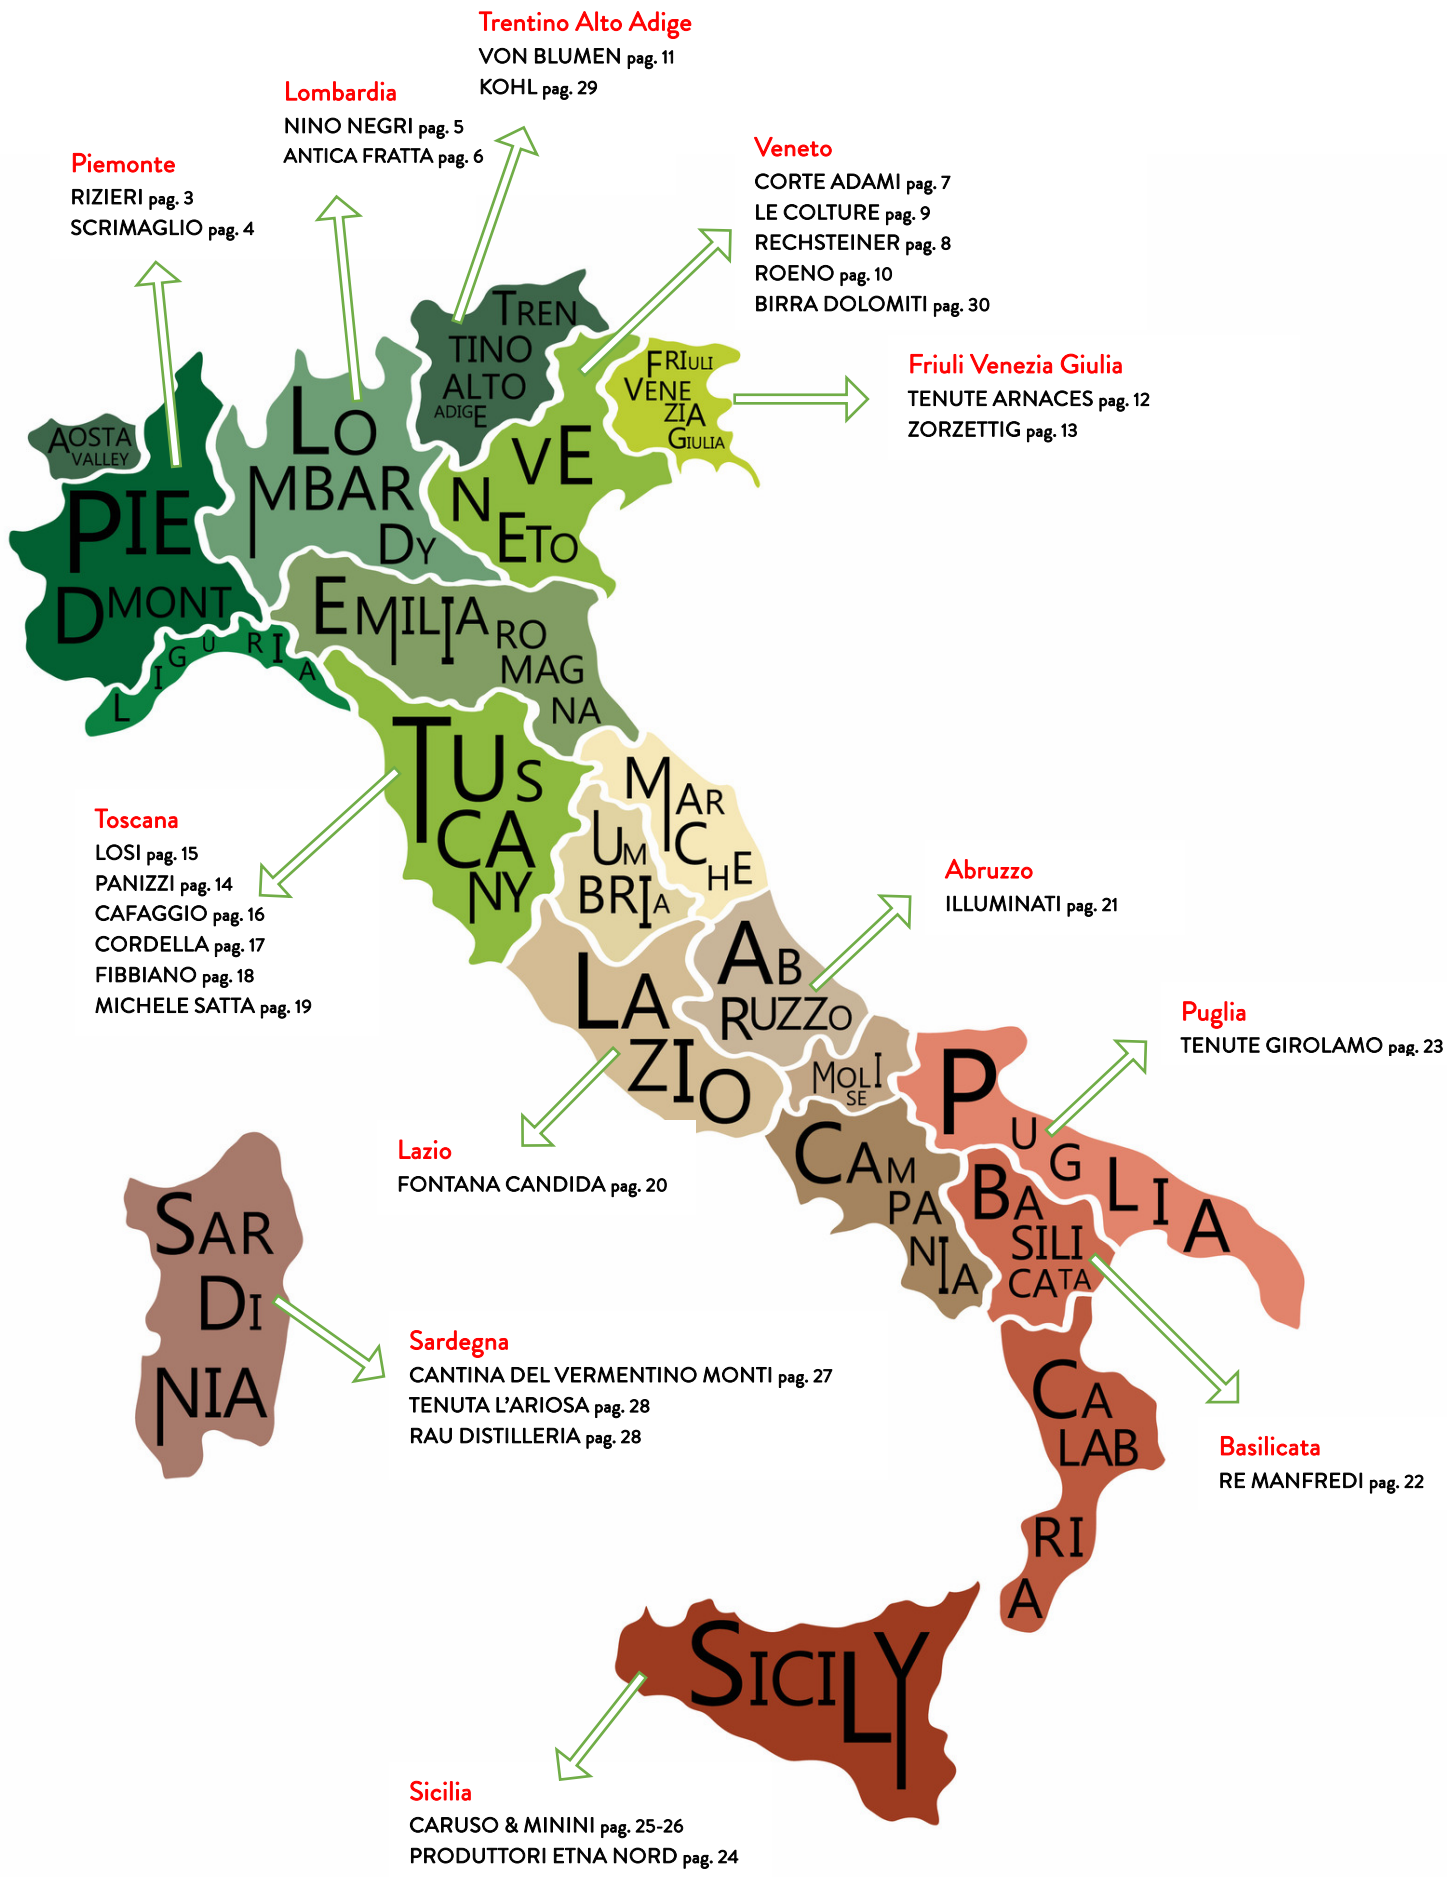 Trentino Alto Adige
VON BLUMEN pag. 11
KOHL pag. 29
Lombardia
NINO NEGRI pag. 5
ANTICA FRATTA pag. 6
Piemonte
RIZIERI pag. 3
SCRIMAGLIO pag. 4
Veneto
CORTE ADAMI pag. 7
LE COLTURE pag. 9
RECHSTEINER pag. 8
ROENO pag. 10
BIRRA DOLOMITI pag. 30
Friuli Venezia Giulia
TENUTE ARNACES pag. 12
ZORZETTIG pag. 13
TREN
TINO
ALTO
ADIGE
FRIULI
VENE
ZIA
GIULIA
AOSTA
VALLEY
LO
MBAR
DY
VE
N
ETO
PIE
DMONT
LIGURIA
EMILIA RO
MAG
NA
TUS
CA
NY
MAR
C
HE
UM
BRIA
Toscana
LOSI pag. 15
PANIZZI pag. 14
CAFAGGIO pag. 16
CORDELLA pag. 17
FIBBIANO pag. 18
MICHELE SATTA pag. 19
Abruzzo
ILLUMINATI pag. 21
AB
RUZZO
LA
ZIO
MOLI
SE
Puglia
TENUTE GIROLAMO pag. 23
PUGLIA
CAM
PA
NIA
BA
SILI
CATA
Lazio
FONTANA CANDIDA pag. 20
SAR
DI
NIA
Sardegna
CANTINA DEL VERMENTINO MONTI pag. 27
TENUTA L'ARIOSA pag. 28
RAU DISTILLERIA pag. 28
CA
LAB
RI
A
Basilicata
RE MANFREDI pag. 22
SICILY
Sicilia
CARUSO & MININI pag. 25-26
PRODUTTORI ETNA NORD pag. 24